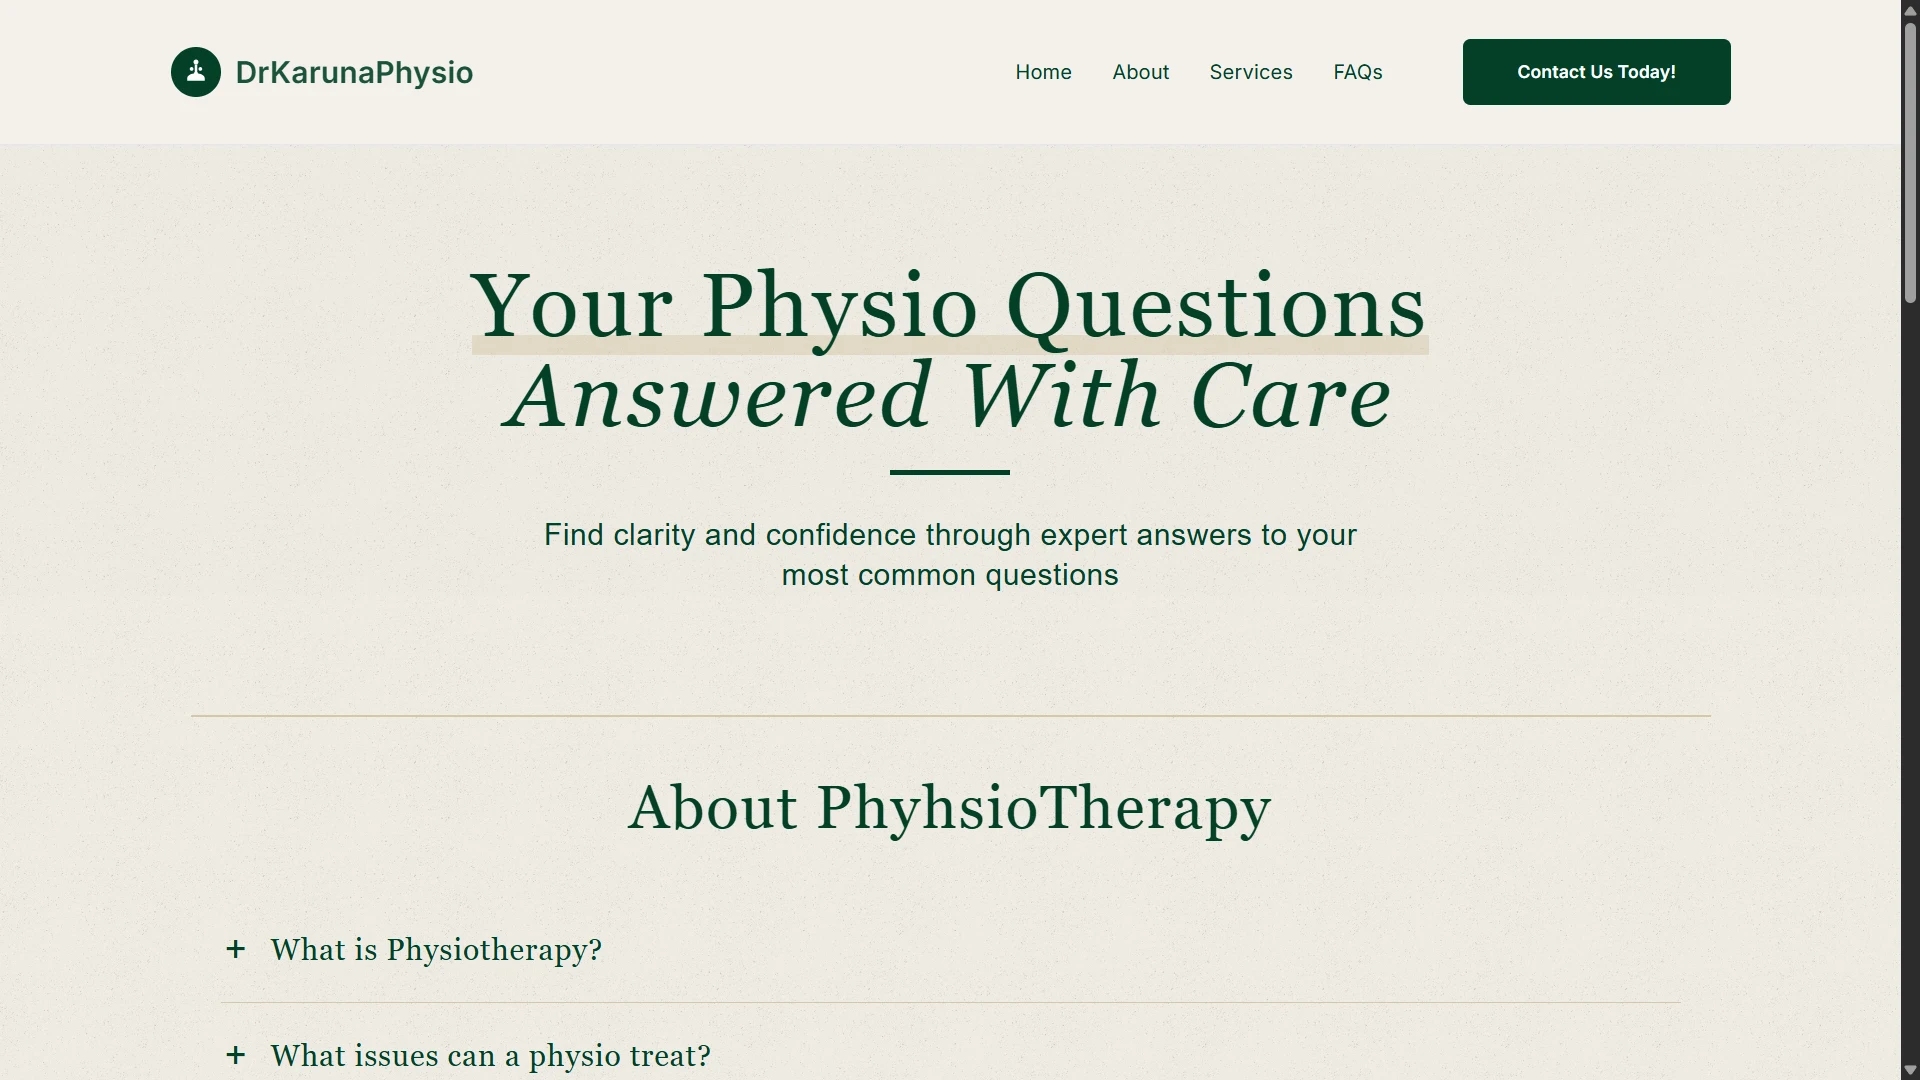 DrKarunaPhysio
Home
About
Services
FAQs
Contact Us Today!
Your Physio Questions
Answered With Care
Find clarity and confidence through expert answers to your
most common questions
About PhyhsioTherapy
+ What is Physiotherapy?
+ What issues can a physio treat?